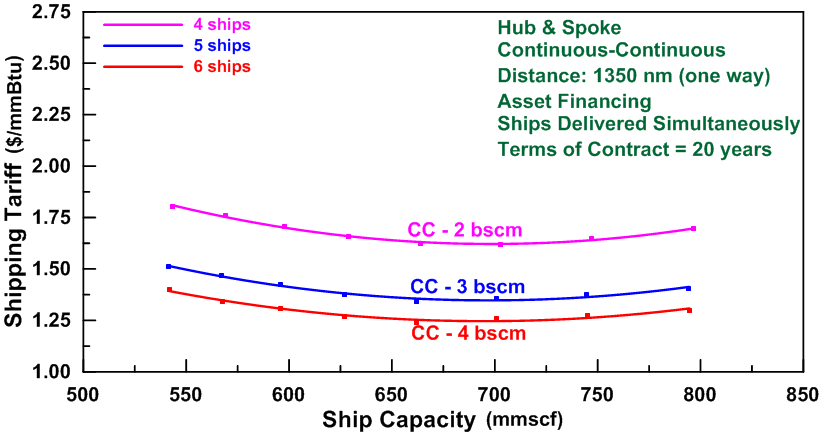 2.75
2.50
2.25
2.00
1.75
1.50
1.25
1.00
Shipping Tariff ($/mmBtu)
4 ships
5 ships
6 ships
Hub & Spoke
Continuous-Continuous
Distance: 1350 nm (one way)
Asset Financing
Ships Delivered Simultaneously
Terms of Contract = 20 years
CC - 2 bscm
CC - 3 bscm
CC - 4 bscm
500 550 600 650 700 750 800 850
Ship Capacity (mmscf)